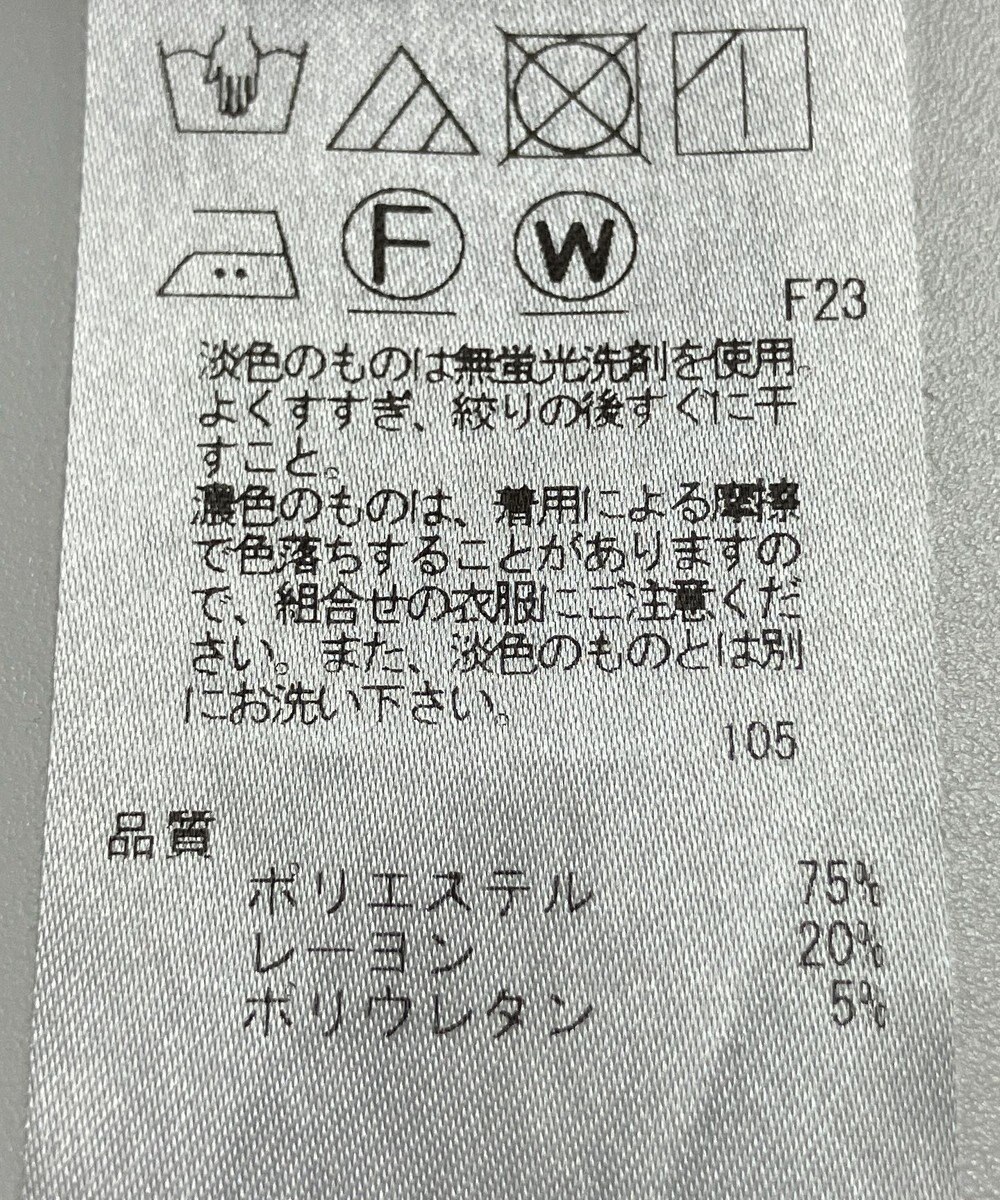 F W
F23
淡色のものは無蛍光洗剤を使用。
よくすすぎ、絞りの後すぐに干
すこと。
濃色のものは、着用による摩擦
で色落ちすることがありますの
で、組合せの衣服にご注意くだ
さい。また、淡色のものとは別
にお洗い下さい。
105
品質
ポリエステル 75%
レーヨン 20%
ポリウレタン 5%